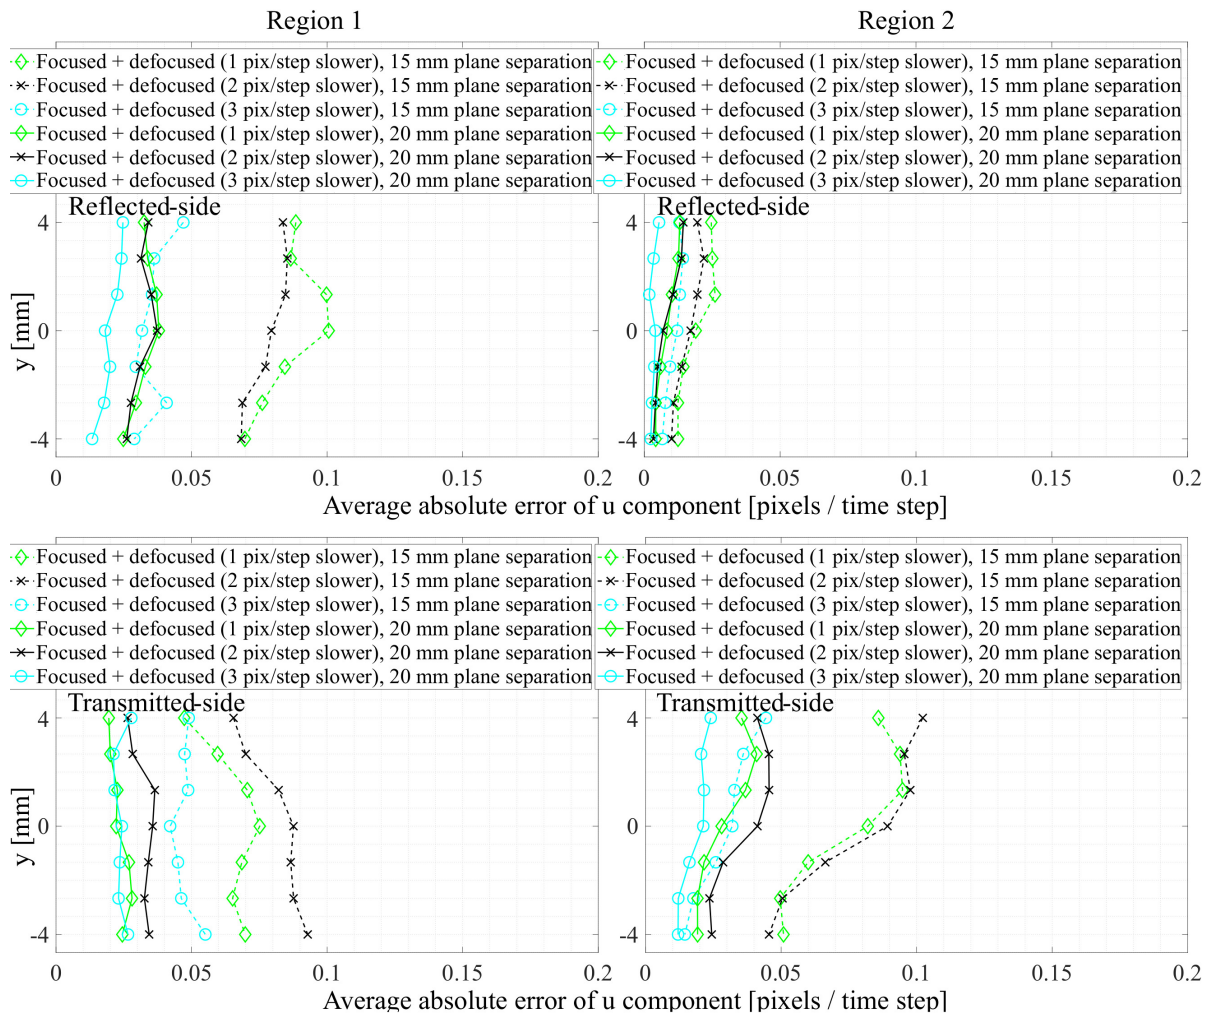 Region 1
Region 2
Focused + defocused (1 pix/step slower), 15 mm plane separation
Focused + defocused (2 pix/step slower), 15 mm plane separation
Focused + defocused (3 pix/step slower), 15 mm plane separation
Focused + defocused (1 pix/step slower), 20 mm plane separation
Focused + defocused (2 pix/step slower), 20 mm plane separation
Focused + defocused (3 pix/step slower), 20 mm plane separation
Reflected-side
4
0
-4
y [mm]
0
0.05
0.1
0.15
0.2
Focused + defocused (1 pix/step slower), 15 mm plane separation
Focused + defocused (2 pix/step slower), 15 mm plane separation
Focused + defocused (3 pix/step slower), 15 mm plane separation
Focused + defocused (1 pix/step slower), 20 mm plane separation
Focused + defocused (2 pix/step slower), 20 mm plane separation
Focused + defocused (3 pix/step slower), 20 mm plane separation
Reflected-side
4
0
-4
0
0.05
0.1
0.15
0.2
Average absolute error of u component [pixels / time step]
Focused + defocused (1 pix/step slower), 15 mm plane separation
Focused + defocused (2 pix/step slower), 15 mm plane separation
Focused + defocused (3 pix/step slower), 15 mm plane separation
Focused + defocused (1 pix/step slower), 20 mm plane separation
Focused + defocused (2 pix/step slower), 20 mm plane separation
Focused + defocused (3 pix/step slower), 20 mm plane separation
Transmitted-side
4
0
-4
y [mm]
0
0.05
0.1
0.15
0.2
Focused + defocused (1 pix/step slower), 15 mm plane separation
Focused + defocused (2 pix/step slower), 15 mm plane separation
Focused + defocused (3 pix/step slower), 15 mm plane separation
Focused + defocused (1 pix/step slower), 20 mm plane separation
Focused + defocused (2 pix/step slower), 20 mm plane separation
Focused + defocused (3 pix/step slower), 20 mm plane separation
Transmitted-side
4
0
-4
0
0.05
0.1
0.15
0.2
Average absolute error of u component [pixels / time step]